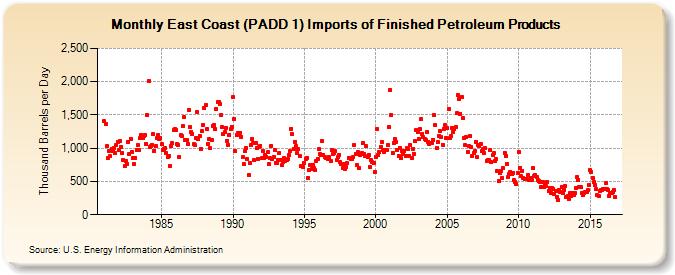 Monthly East Coast (PADD 1) Imports of Finished Petroleum Products
Thousand Barrels per Day
2,500
2,000
1,500
1,000
500
0
1985 1990 1995 2000 2005 2010 2015
Source: U.S. Energy Information Administration